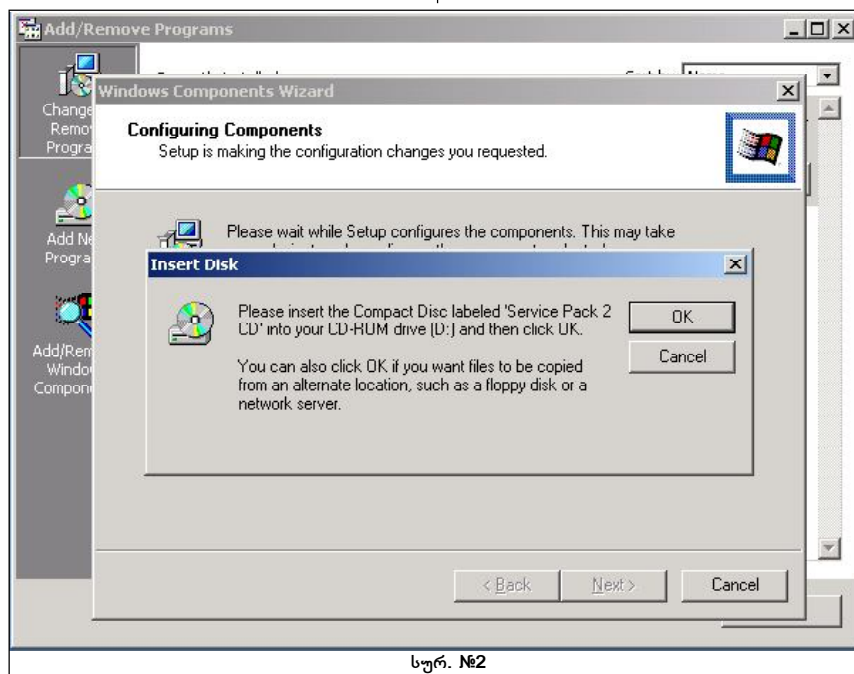 Add/Remove Programs
Change
Remo
Progra
Add Ne
Progra
Add/Rem
Windo
Compone
Windows Components Wizard
Configuring Components
Setup is making the configuration changes you requested.
Please wait while Setup configures the components. This may take
Insert Disk
Please insert the Compact Disc labeled 'Service Pack 2
CD' into your CD-ROM drive (D:) and then click OK.
You can also click OK if you want files to be copied
from an alternate location, such as a floppy disk or a
network server.
OK
Cancel
< Back
Next >
Cancel
სურ. №2